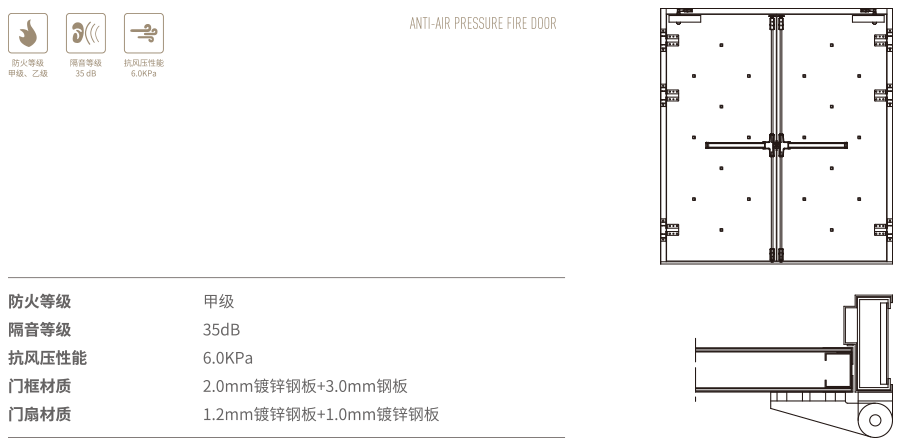 ANTI-AIR PRESSURE FIRE DOOR
防火等级 隔音等级 抗风压性能
甲级、乙级 35 dB 6.0KPa
防火等级 甲级
隔音等级 35dB
抗风压性能 6.0KPa
门框材质 2.0mm镀锌钢板+3.0mm钢板
门扇材质 1.2mm镀锌钢板+1.0mm镀锌钢板